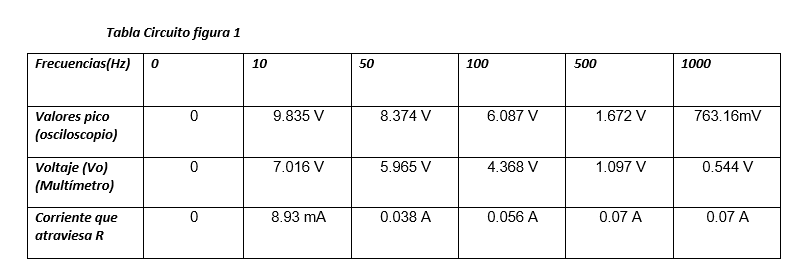 Tabla Circuito figura 1
Frecuencias(Hz) 0 10 50 100 500 1000
Valores pico 0 9.835 V 8.374 V 6.087 V 1.672 V 763.16mV
(osciloscopio)
Voltaje (Vo) 0 7.016 V 5.965 V 4.368 V 1.097 V 0.544 V
(Multímetro)
Corriente que 0 8.93 mA 0.038 A 0.056 A 0.07 A 0.07 A
atraviesa R